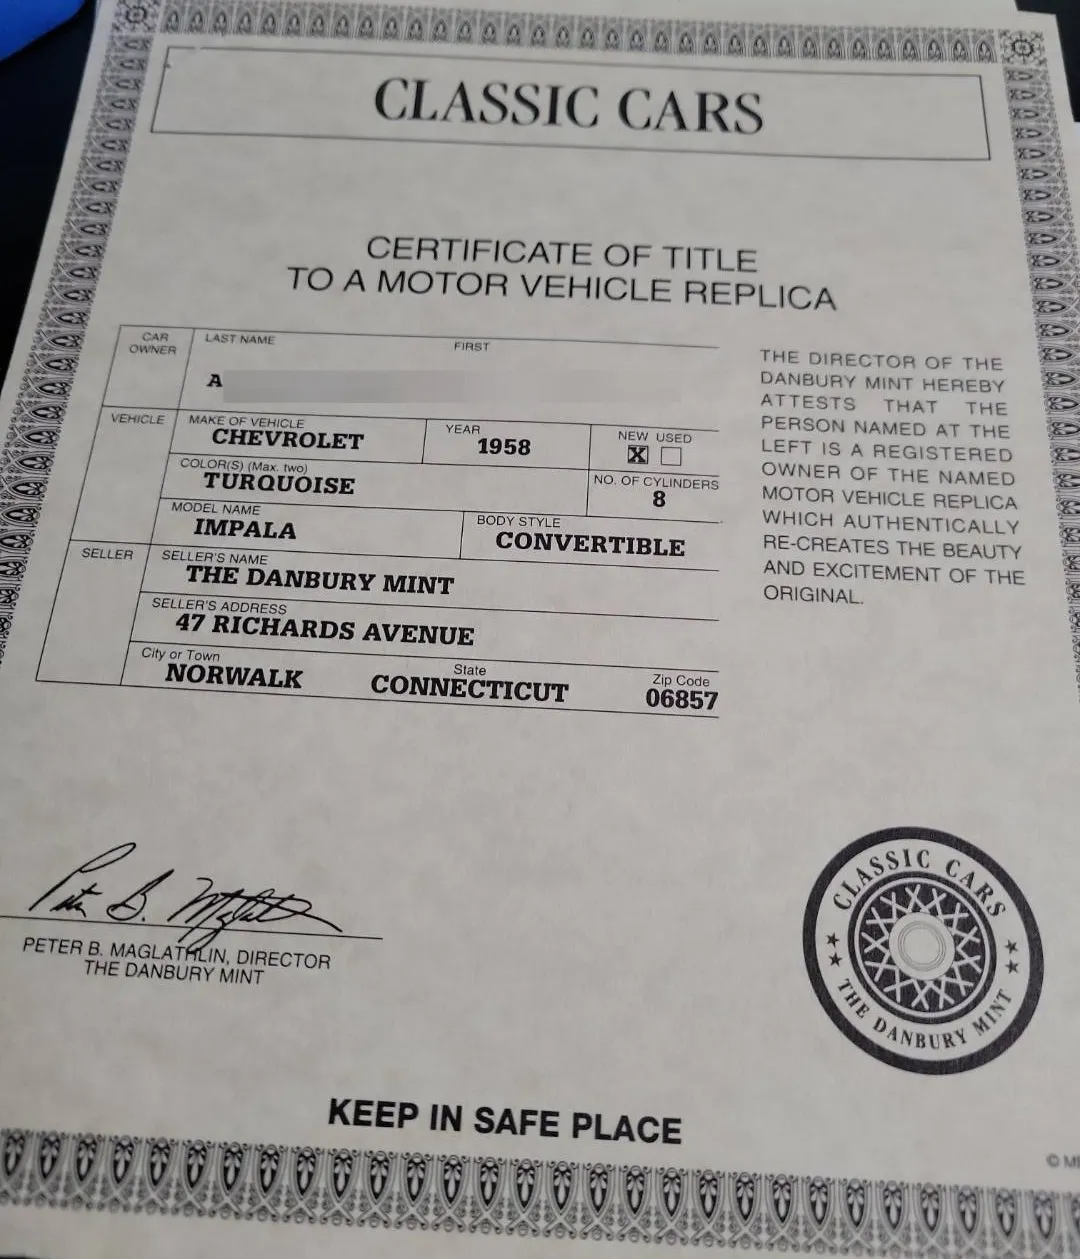 CLASSIC CARS
CERTIFICATE OF TITLE
TO A MOTOR VEHICLE REPLICA
CAR
OWNER
LAST NAME
FIRST
A
VEHICLE
MAKE OF VEHICLE
CHEVROLET
YEAR
1958
NEW USED
X
COLOR(S) (Max. two)
TURQUOISE
NO. OF CYLINDERS
8
MODEL NAME
IMPALA
BODY STYLE
CONVERTIBLE
SELLER
SELLER'S NAME
THE DANBURY MINT
SELLER'S ADDRESS
47 RICHARDS AVENUE
City or Town
NORWALK
State
CONNECTICUT
Zip Code
06857
THE DIRECTOR OF THE
DANBURY MINT HEREBY
ATTESTS THAT THE
PERSON NAMED AT THE
LEFT IS A REGISTERED
OWNER OF THE NAMED
MOTOR VEHICLE REPLICA
WHICH AUTHENTICALLY
RE-CREATES THE BEAUTY
AND EXCITEMENT OF THE
ORIGINAL.
Peter B. Maglathlin
PETER B. MAGLATHLIN, DIRECTOR
THE DANBURY MINT
CLASSIC CARS
THE DANBURY MINT
KEEP IN SAFE PLACE
©